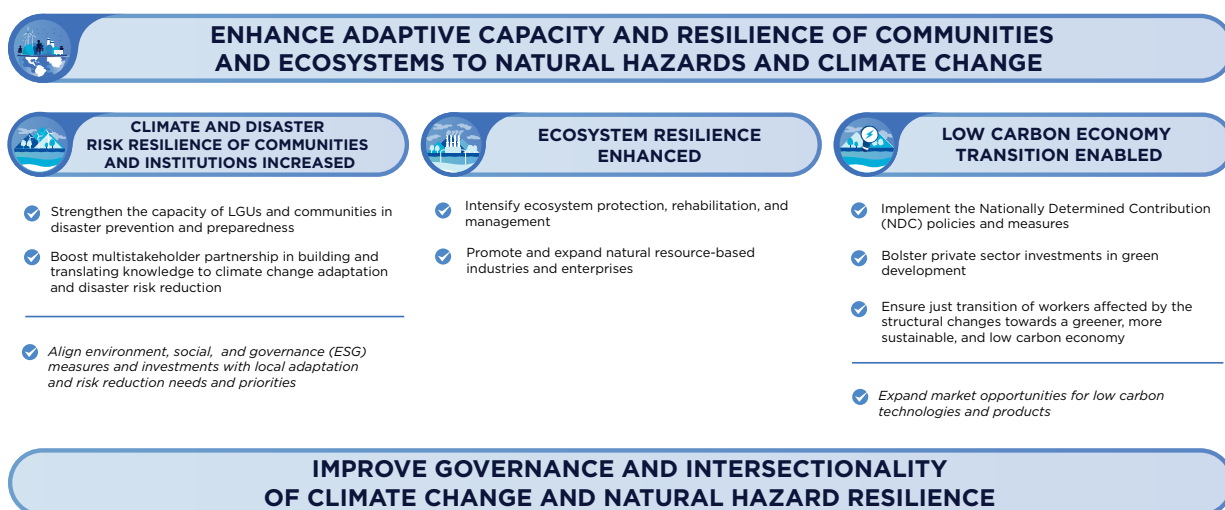 ENHANCE ADAPTIVE CAPACITY AND RESILIENCE OF COMMUNITIES
AND ECOSYSTEMS TO NATURAL HAZARDS AND CLIMATE CHANGE
CLIMATE AND DISASTER
RISK RESILIENCE OF COMMUNITIES
AND INSTITUTIONS INCREASED
Strengthen the capacity of LGUs and communities in
disaster prevention and preparedness
Boost multistakeholder partnership in building and
translating knowledge to climate change adaptation
and disaster risk reduction
Align environment, social, and governance (ESG)
measures and investments with local adaptation
and risk reduction needs and priorities
ECOSYSTEM RESILIENCE
ENHANCED
Intensify ecosystem protection, rehabilitation, and
management
Promote and expand natural resource-based
industries and enterprises
LOW CARBON ECONOMY
TRANSITION ENABLED
Implement the Nationally Determined Contribution
(NDC) policies and measures
Bolster private sector investments in green
development
Ensure just transition of workers affected by the
structural changes towards a greener, more
sustainable, and low carbon economy
Expand market opportunities for low carbon
technologies and products
IMPROVE GOVERNANCE AND INTERSECTIONALITY
OF CLIMATE CHANGE AND NATURAL HAZARD RESILIENCE